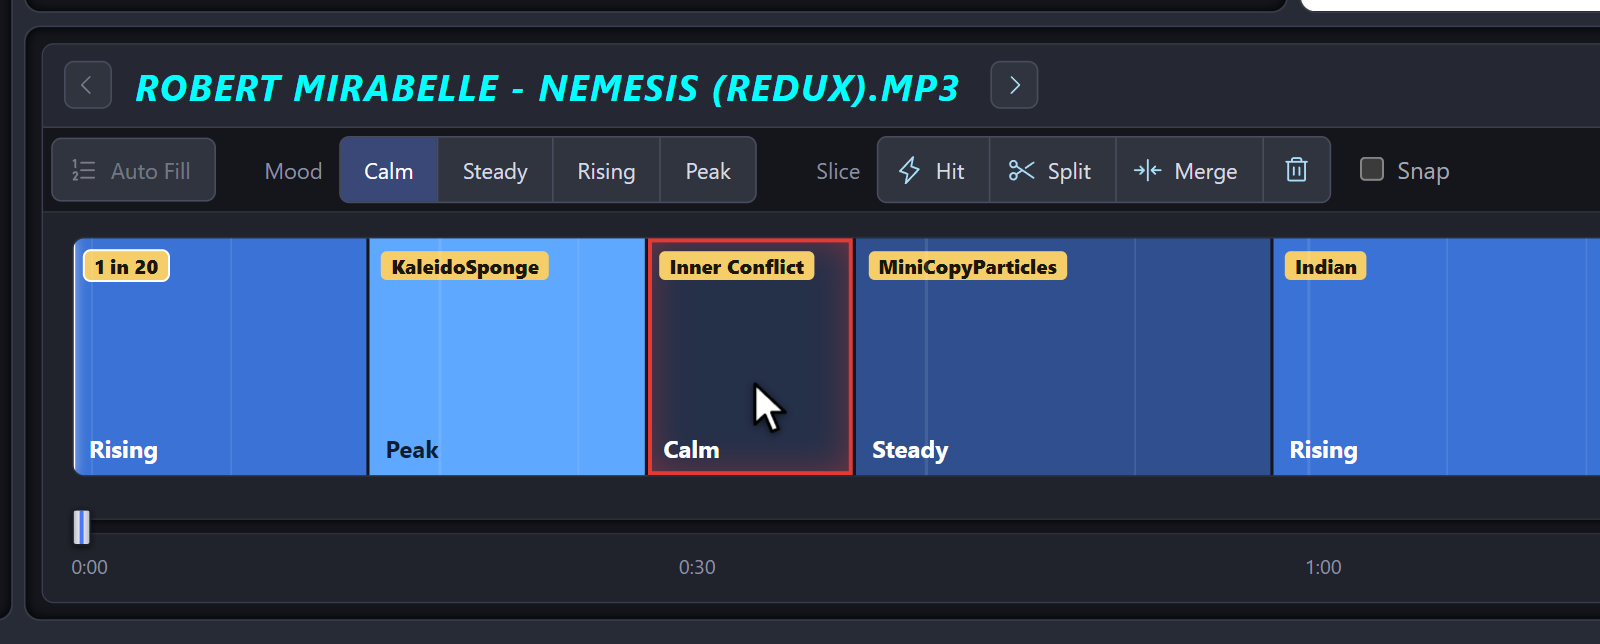 ROBERT MIRABELLE - NEMESIS (REDUX).MP3
Auto Fill Mood Calm Steady Rising Peak Slice Hit Split Merge Snap
1 in 20 KaleidoSponge Inner Conflict MiniCopyParticles Indian
Rising Peak Calm Steady Rising
0:00 0:30 1:00